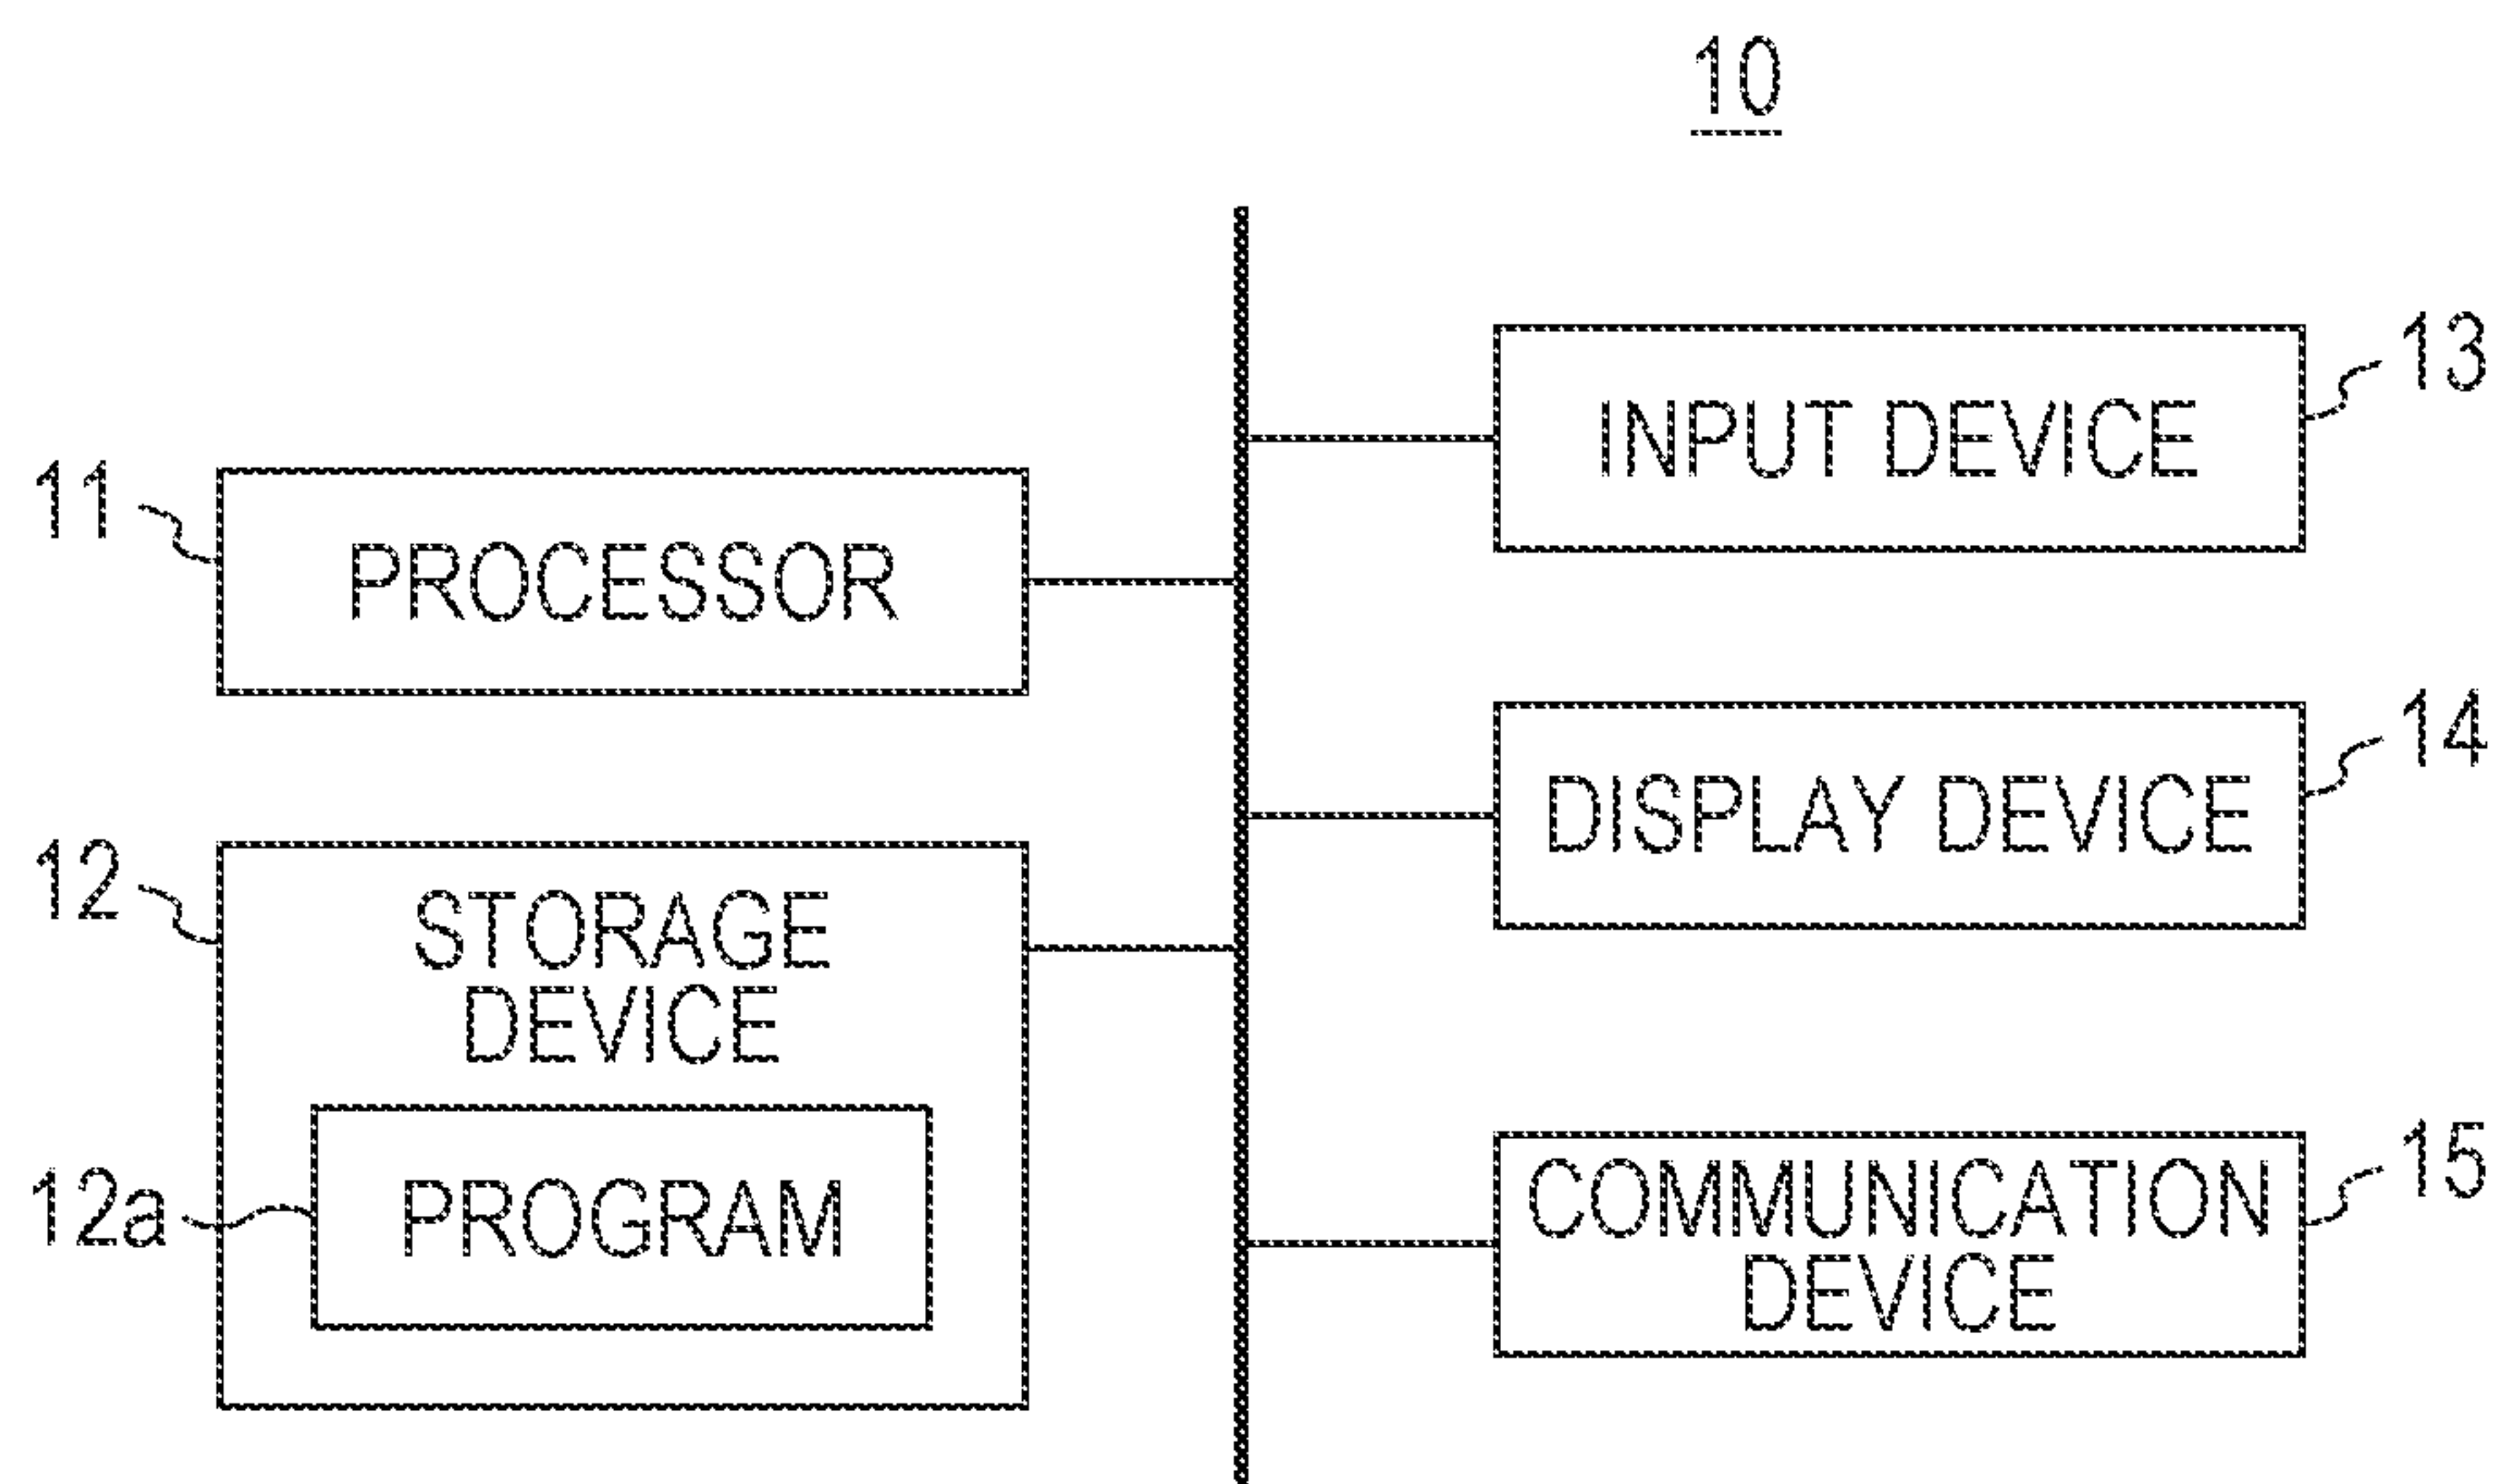 10
11
PROCESSOR
12
STORAGE
DEVICE
12a
PROGRAM
INPUT DEVICE
13
DISPLAY DEVICE
14
COMMUNICATION
DEVICE
15